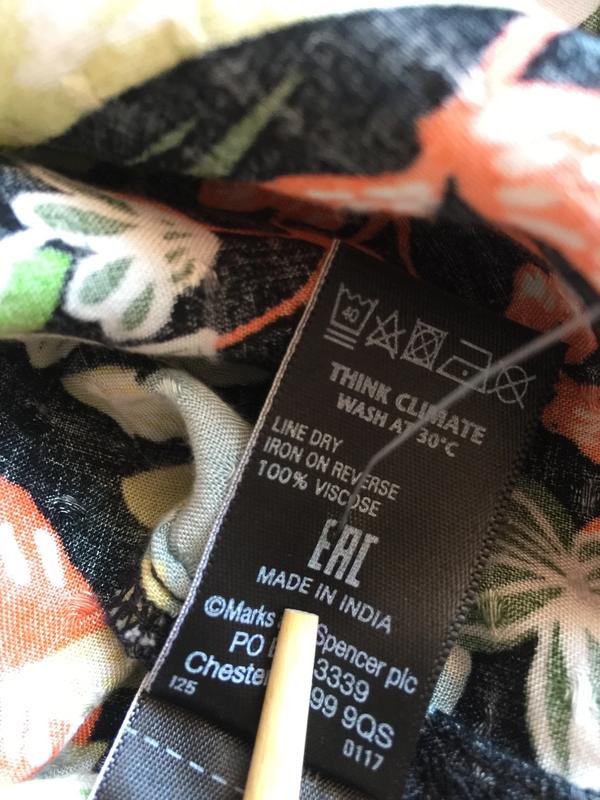 40
THINK CLIMATE
WASH AT 30°C
LINE DRY
IRON ON REVERSE
100% VISCOSE
EAC
MADE IN INDIA
©Marks Spencer plc
PO 3339
Chester 99 9QS
125
0117